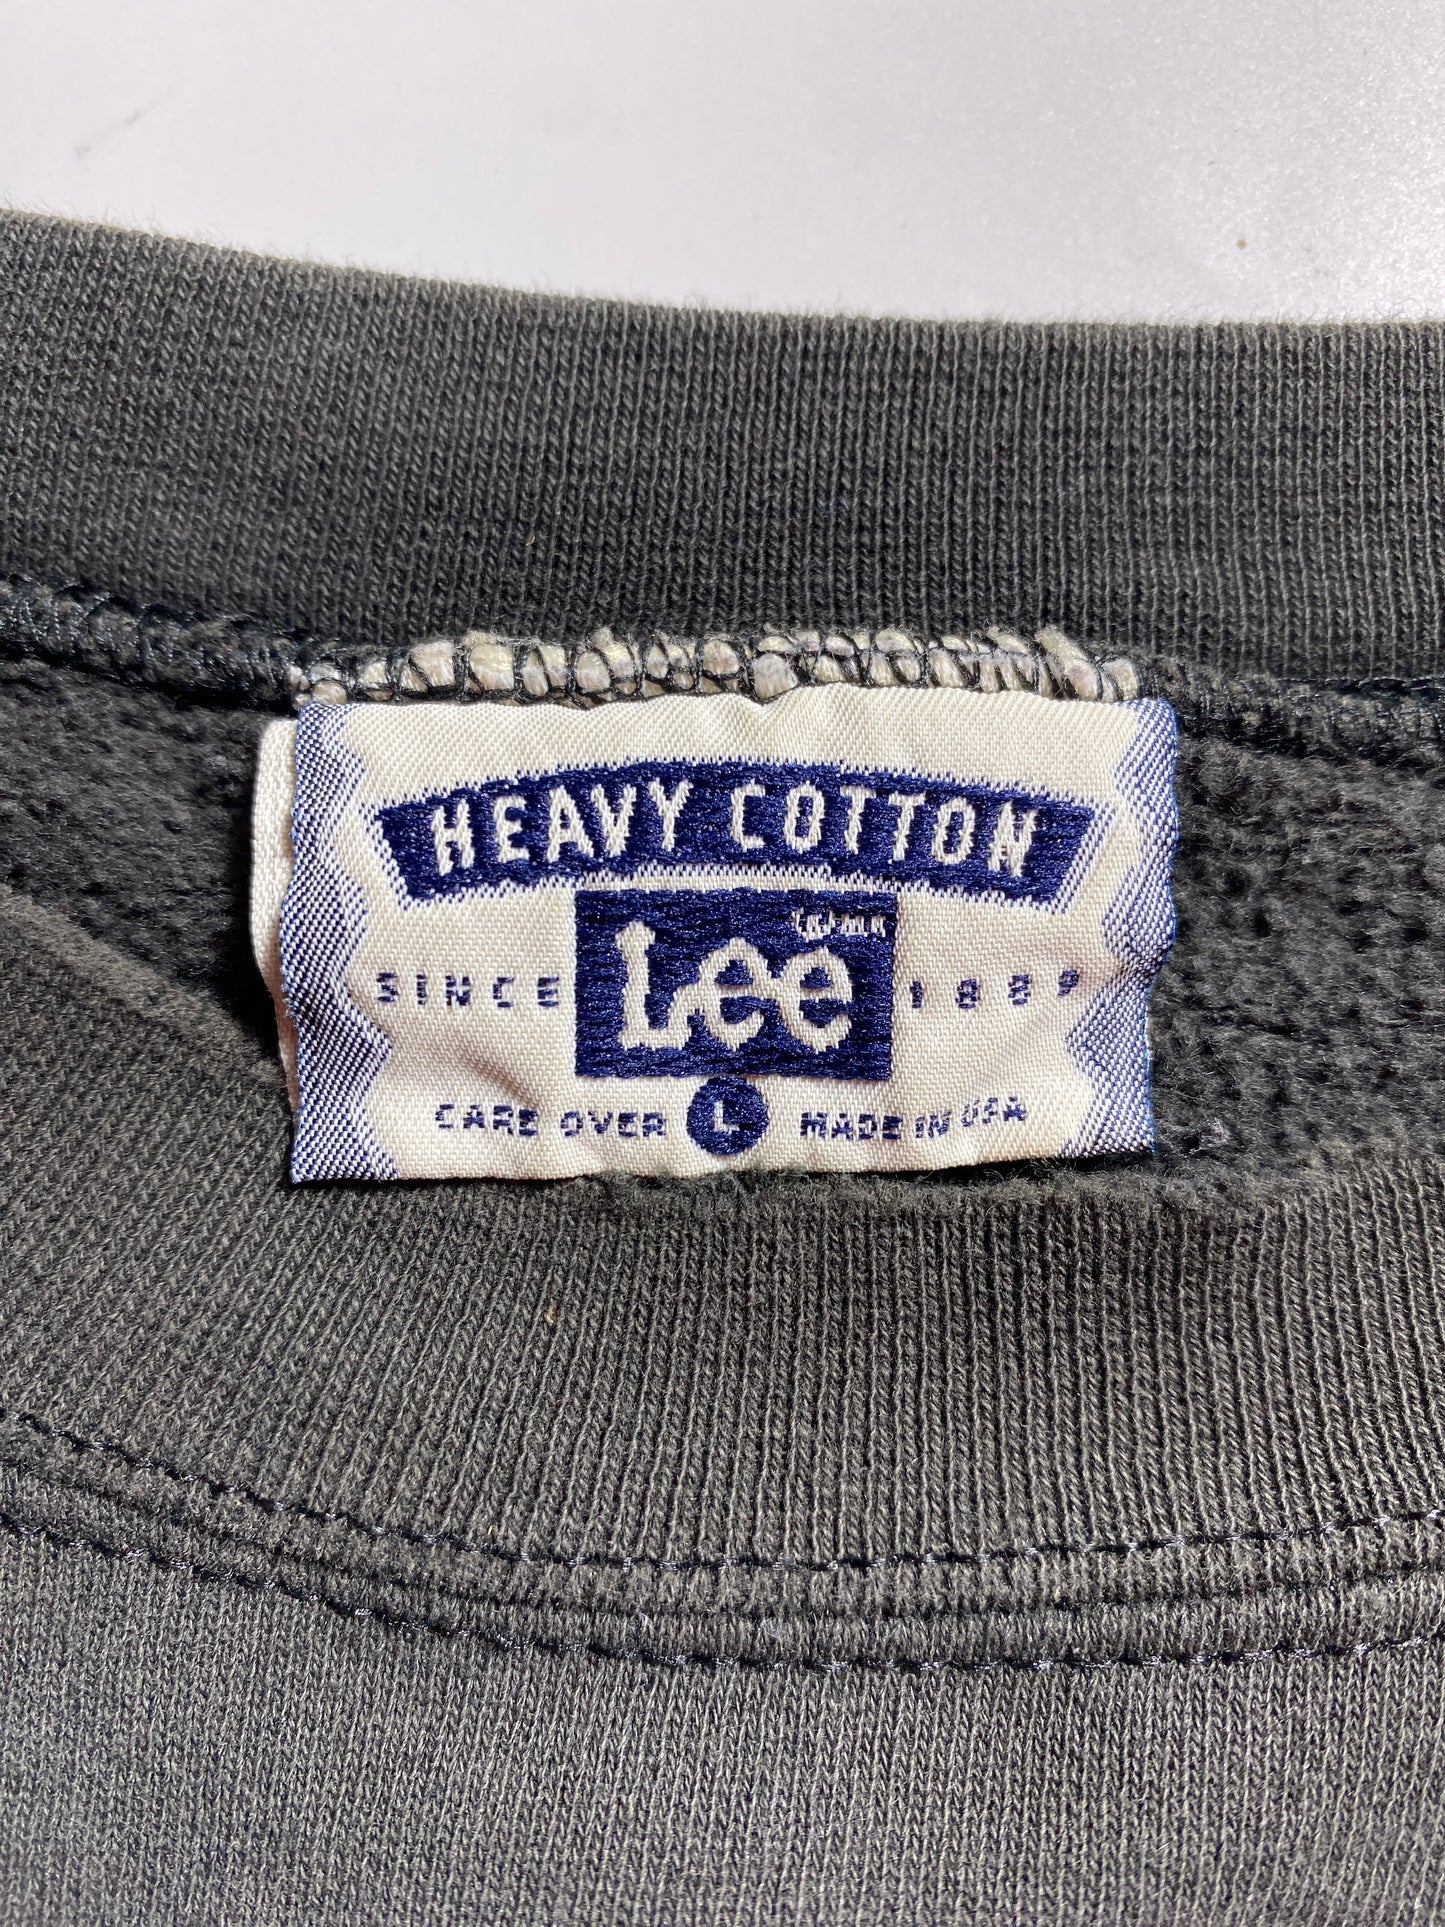 HEAVY COTTON
Lee
SINCE 1889
CARE OVER L MADE IN USA